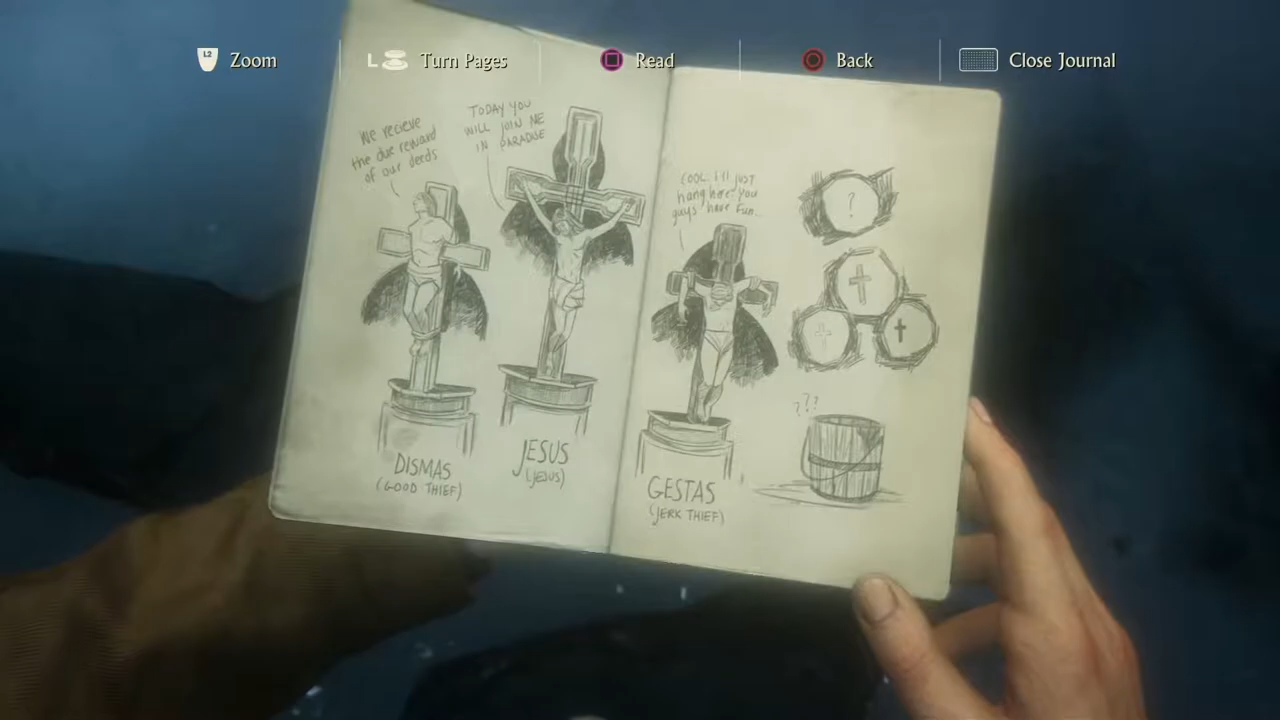 L2 Zoom
L Turn Pages
Read
Back
Close Journal
We recieve
the due reward
of our deeds
TODAY YOU
WILL JOIN ME
IN PARADISE
COOL. I'll JUST
hang here. You
guys have fun...
?
???
DISMAS
(GOOD THIEF)
JESUS
(JESUS)
GESTAS
(JERK THIEF)